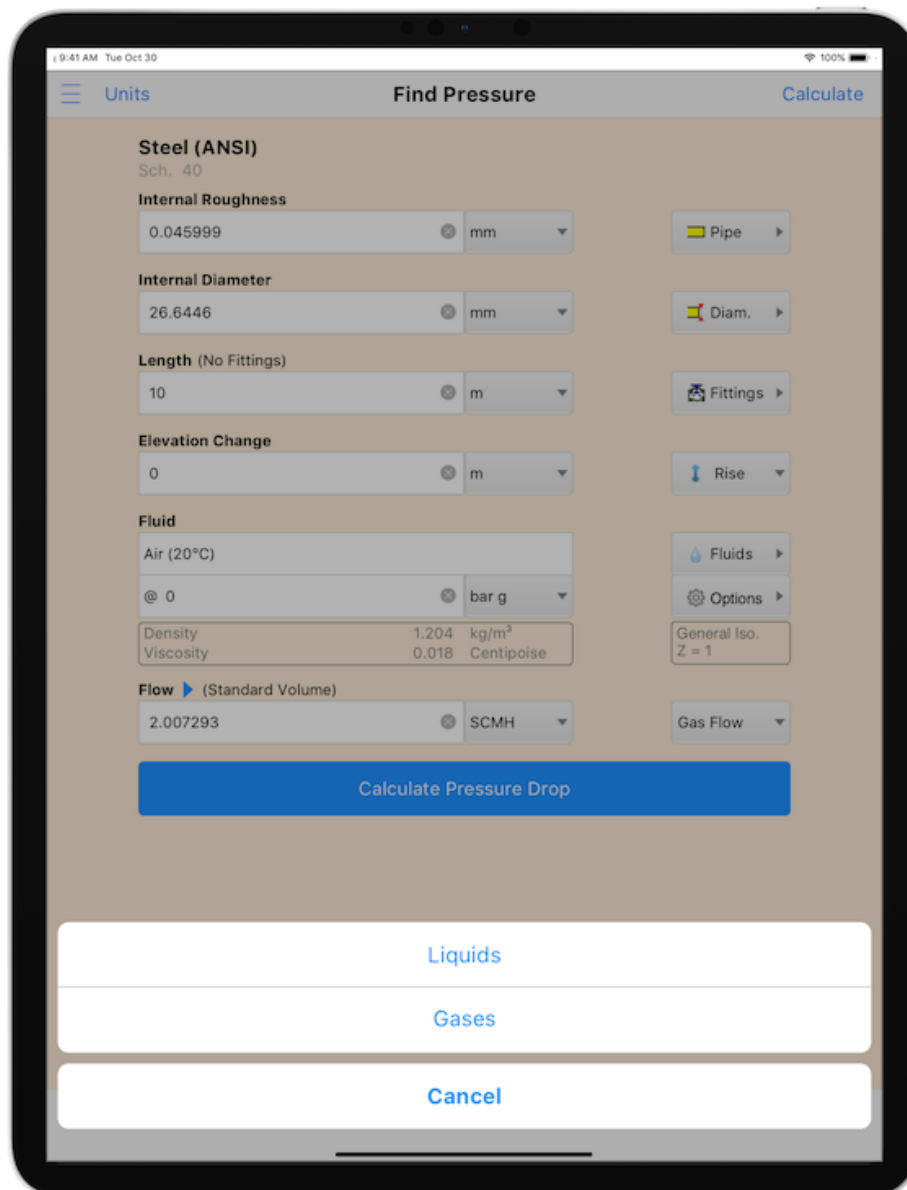 9:41 AM Tue Oct 30 100%
Units Find Pressure Calculate
Steel (ANSI)
Sch. 40
Internal Roughness
0.045999 mm Pipe
Internal Diameter
26.6446 mm Diam.
Length (No Fittings)
10 m Fittings
Elevation Change
0 m Rise
Fluid
Air (20°C) Fluids
@ 0 bar g Options
Density 1.204 kg/m³ General Iso.
Viscosity 0.018 Centipoise Z = 1
Flow (Standard Volume)
2.007293 SCMH Gas Flow
Calculate Pressure Drop
Liquids
Gases
Cancel